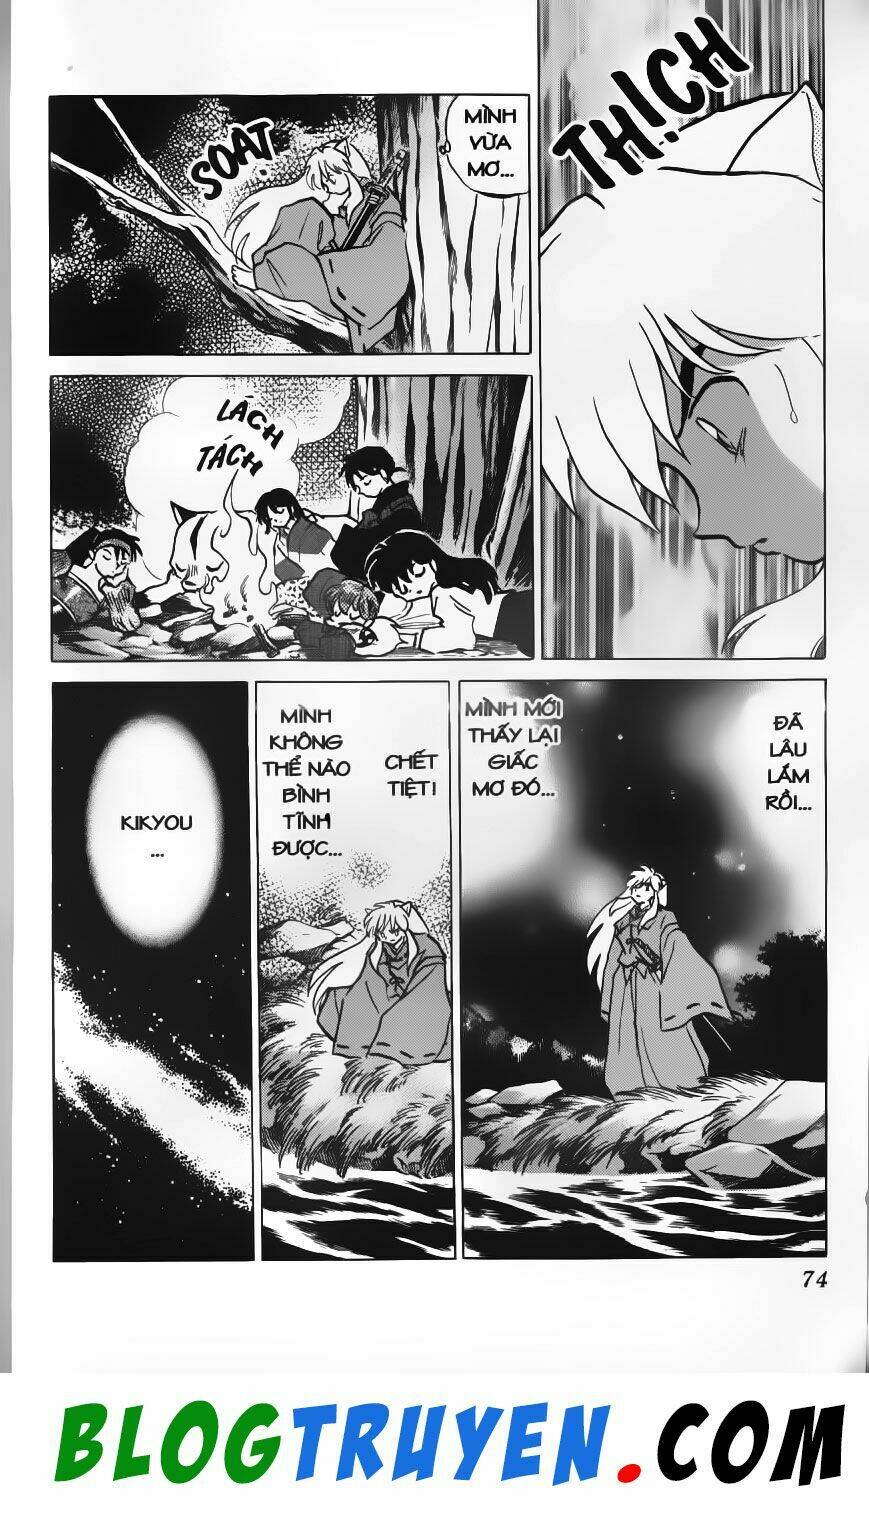 THỊCH
MÌNH
VỪA
MƠ...
SOẠT
LÁCH
TÁCH
ĐÃ
LÂU
LẮM
RỒI...
MÌNH MỚI
THẤY LẠI
GIẤC
MƠ ĐÓ...
CHẾT
TIỆT!
MÌNH
KHÔNG
THỂ NÀO
BÌNH
TĨNH
ĐƯỢC...
KIKYOU
...
74
BLOGTRUYEN.COM